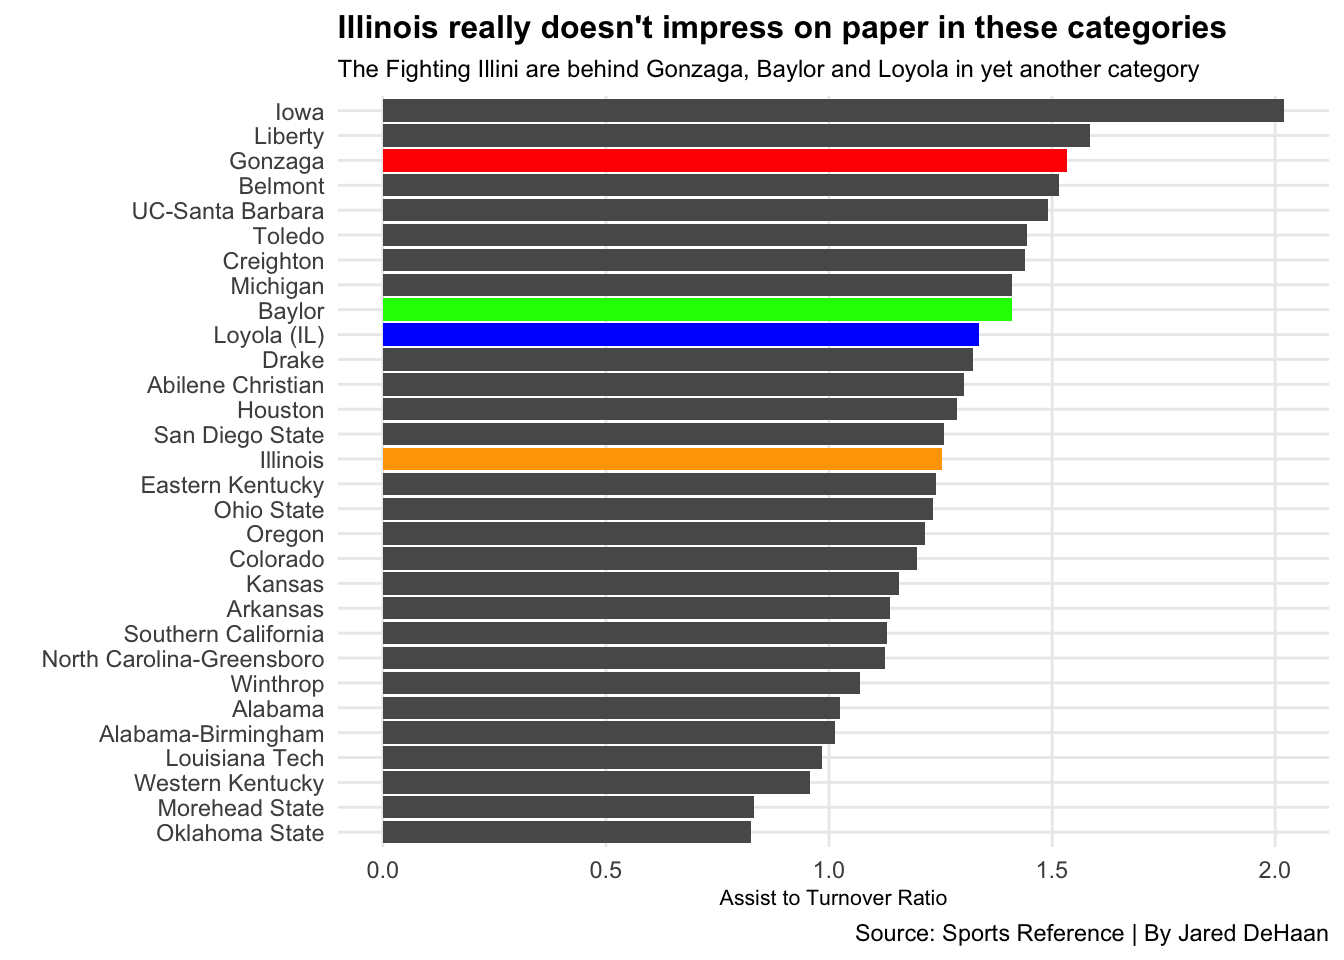 Illinois really doesn't impress on paper in these categories
The Fighting Illini are behind Gonzaga, Baylor and Loyola in yet another category
Iowa
Liberty
Gonzaga
Belmont
UC-Santa Barbara
Toledo
Creighton
Michigan
Baylor
Loyola (IL)
Drake
Abilene Christian
Houston
San Diego State
Illinois
Eastern Kentucky
Ohio State
Oregon
Colorado
Kansas
Arkansas
Southern California
North Carolina-Greensboro
Winthrop
Alabama
Alabama-Birmingham
Louisiana Tech
Western Kentucky
Morehead State
Oklahoma State
0.0 0.5 1.0 1.5 2.0
Assist to Turnover Ratio
Source: Sports Reference | By Jared DeHaan